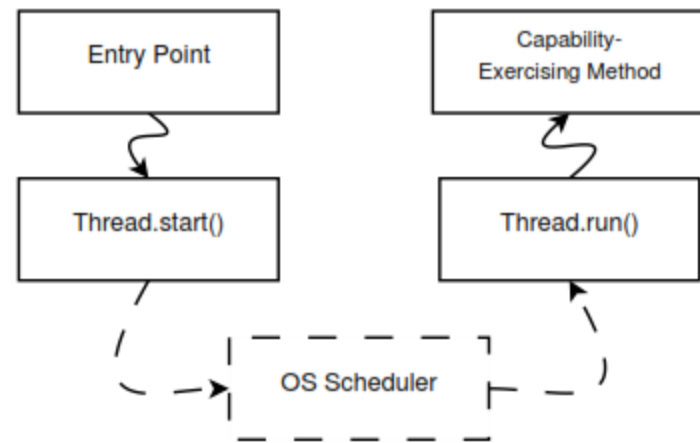 Entry Point
Capability-
Exercising Method
Thread.start()
Thread.run()
OS Scheduler